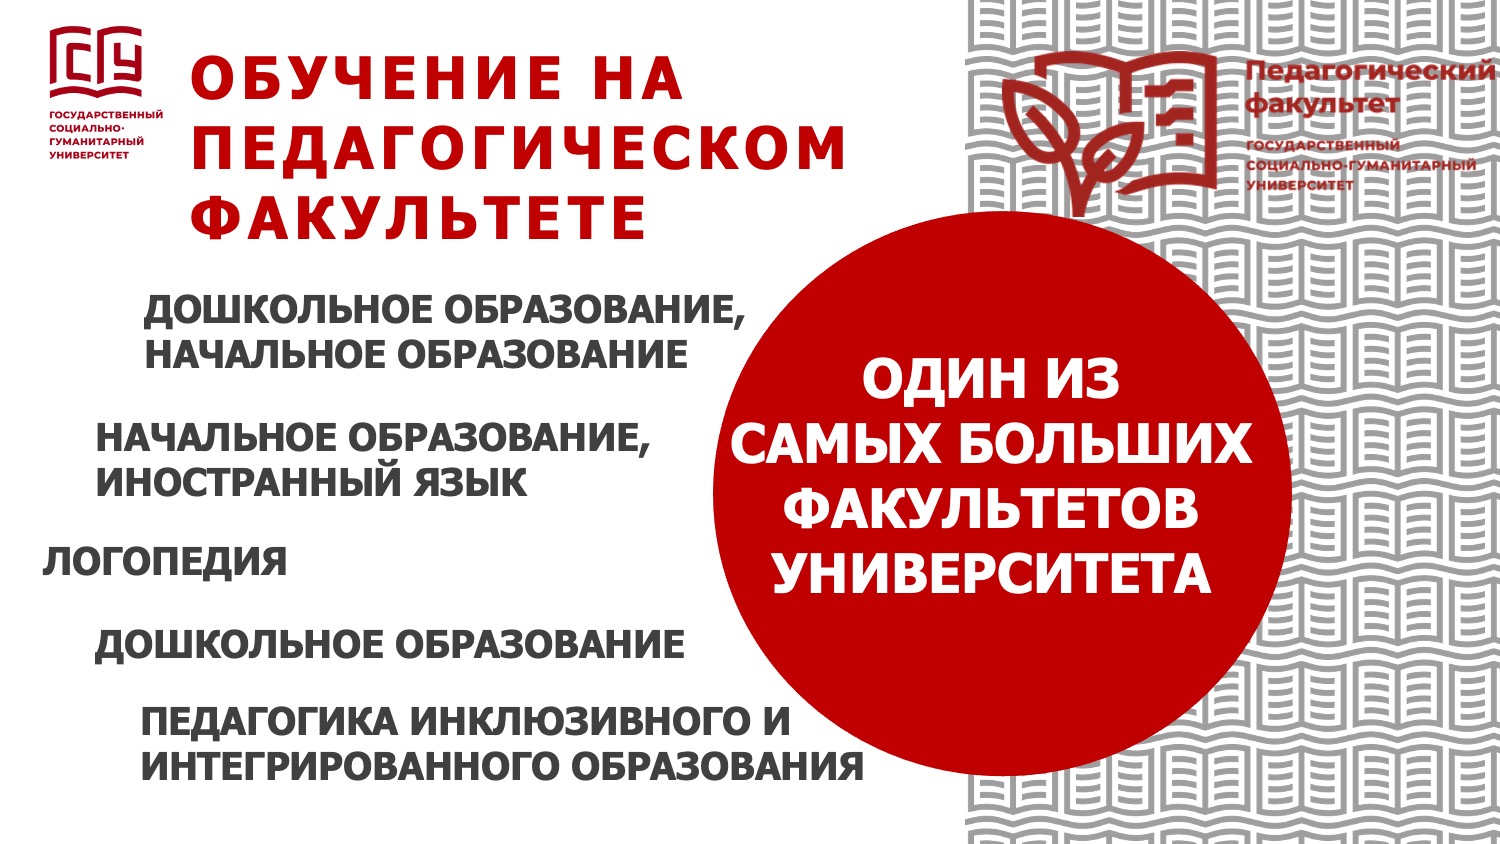 ГСГУ
ГОСУДАРСТВЕННЫЙ
СОЦИАЛЬНО-
ГУМАНИТАРНЫЙ
УНИВЕРСИТЕТ
ОБУЧЕНИЕ НА
ПЕДАГОГИЧЕСКОМ
ФАКУЛЬТЕТЕ
Педагогический
факультет
ГОСУДАРСТВЕННЫЙ
СОЦИАЛЬНО-ГУМАНИТАРНЫЙ
УНИВЕРСИТЕТ
ДОШКОЛЬНОЕ ОБРАЗОВАНИЕ,
НАЧАЛЬНОЕ ОБРАЗОВАНИЕ
НАЧАЛЬНОЕ ОБРАЗОВАНИЕ,
ИНОСТРАННЫЙ ЯЗЫК
ЛОГОПЕДИЯ
ДОШКОЛЬНОЕ ОБРАЗОВАНИЕ
ПЕДАГОГИКА ИНКЛЮЗИВНОГО И
ИНТЕГРИРОВАННОГО ОБРАЗОВАНИЯ
ОДИН ИЗ
САМЫХ БОЛЬШИХ
ФАКУЛЬТЕТОВ
УНИВЕРСИТЕТА